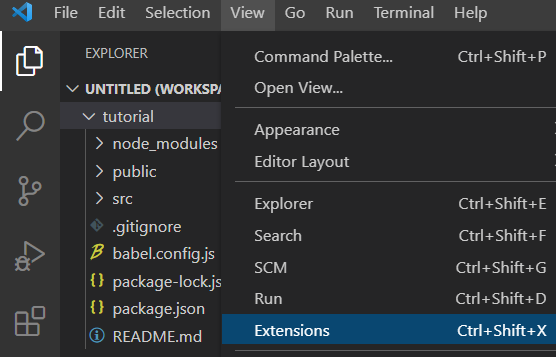 File Edit Selection View Go Run Terminal Help
EXPLORER
UNTITLED (WORKSPA
tutorial
node_modules
public
src
.gitignore
babel.config.js
package-lock.js
package.json
README.md
Command Palette... Ctrl+Shift+P
Open View...
Appearance
Editor Layout
Explorer Ctrl+Shift+E
Search Ctrl+Shift+F
SCM Ctrl+Shift+G
Run Ctrl+Shift+D
Extensions Ctrl+Shift+X